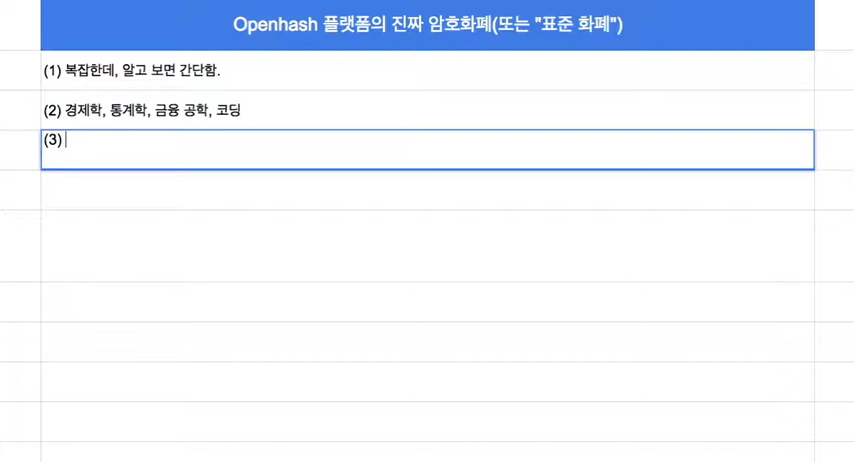 Openhash 플랫폼의 진짜 암호화폐(또는 "표준 화폐")
(1) 복잡한데, 알고 보면 간단함.
(2) 경제학, 통계학, 금융 공학, 코딩
(3)